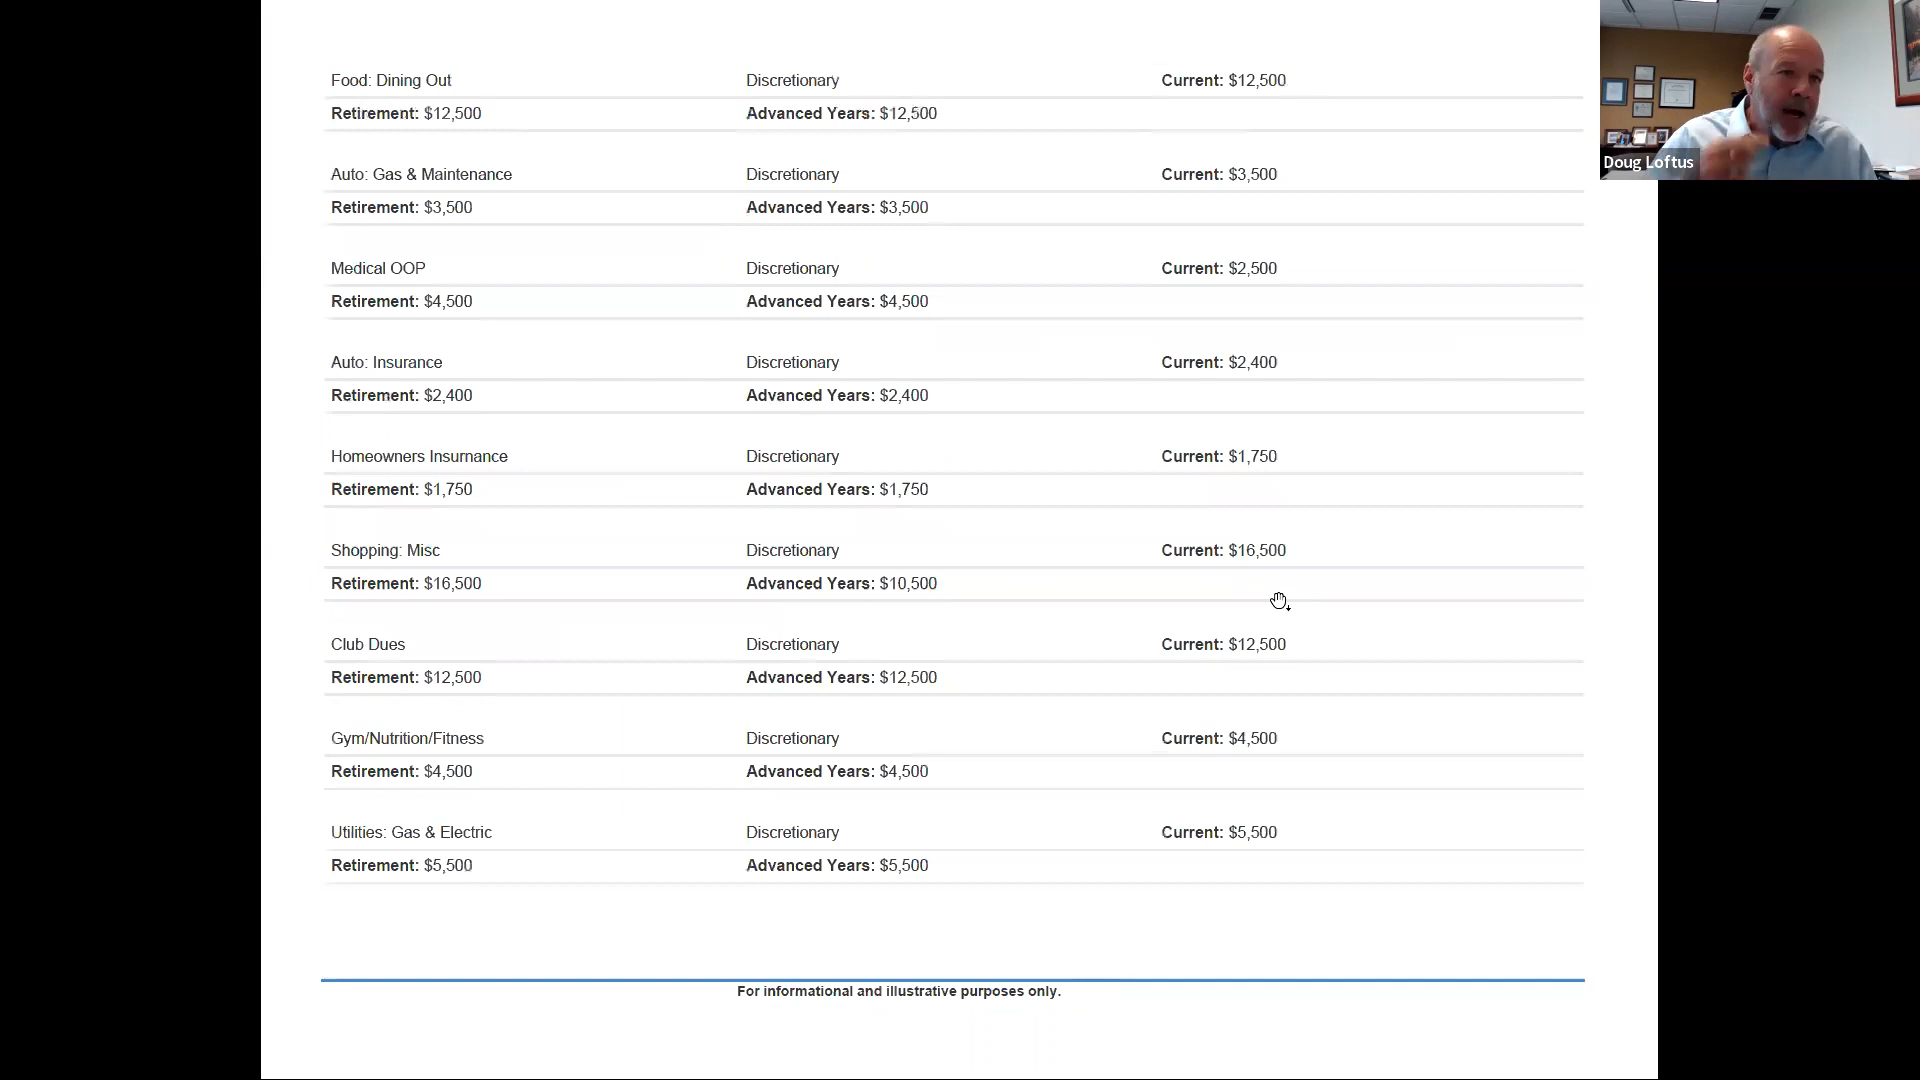 Food: Dining Out Discretionary Current: $12,500
Retirement: $12,500 Advanced Years: $12,500
Auto: Gas & Maintenance Discretionary Current: $3,500
Retirement: $3,500 Advanced Years: $3,500
Medical OOP Discretionary Current: $2,500
Retirement: $4,500 Advanced Years: $4,500
Auto: Insurance Discretionary Current: $2,400
Retirement: $2,400 Advanced Years: $2,400
Homeowners Insurnance Discretionary Current: $1,750
Retirement: $1,750 Advanced Years: $1,750
Shopping: Misc Discretionary Current: $16,500
Retirement: $16,500 Advanced Years: $10,500
Club Dues Discretionary Current: $12,500
Retirement: $12,500 Advanced Years: $12,500
Gym/Nutrition/Fitness Discretionary Current: $4,500
Retirement: $4,500 Advanced Years: $4,500
Utilities: Gas & Electric Discretionary Current: $5,500
Retirement: $5,500 Advanced Years: $5,500
For informational and illustrative purposes only.
Doug Loftus